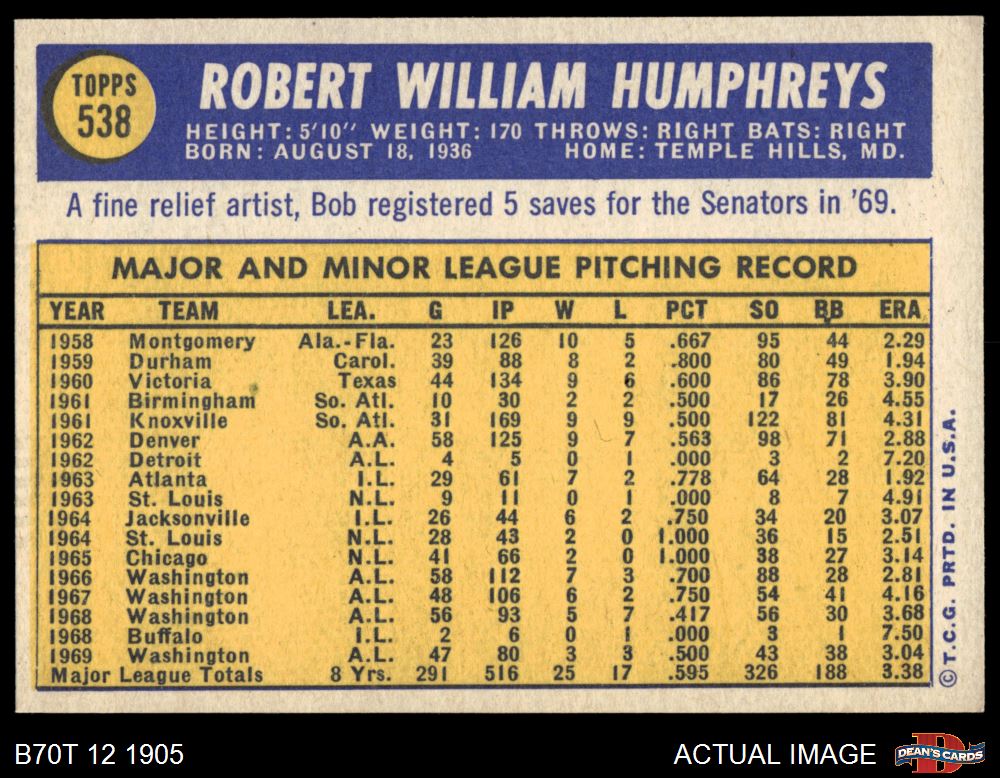 TOPPS
538
ROBERT WILLIAM HUMPHREYS
HEIGHT: 5'10" WEIGHT: 170 THROWS: RIGHT BATS: RIGHT
BORN: AUGUST 18, 1936 HOME: TEMPLE HILLS, MD.
A fine relief artist, Bob registered 5 saves for the Senators in '69.
MAJOR AND MINOR LEAGUE PITCHING RECORD
YEAR TEAM LEA. G IP W L PCT SO BB ERA
1958 Montgomery Ala.-Fla. 23 126 10 5 .667 95 44 2.29
1959 Durham Carol. 39 88 8 2 .800 80 49 1.94
1960 Victoria Texas 44 134 9 6 .600 86 78 3.90
1961 Birmingham So. Atl. 10 30 2 2 .500 17 26 4.55
1961 Knoxville So. Atl. 31 169 9 9 .500 122 81 4.31
1962 Denver A.A. 58 125 9 7 .563 98 71 2.88
1962 Detroit A.L. 4 5 0 1 .000 3 2 7.20
1963 Atlanta I.L. 29 61 7 2 .778 64 28 1.92
1963 St. Louis N.L. 9 11 0 1 .000 8 7 4.91
1964 Jacksonville I.L. 26 44 6 2 .750 34 20 3.07
1964 St. Louis N.L. 28 43 2 0 1.000 36 15 2.51
1965 Chicago N.L. 41 66 2 0 1.000 38 27 3.14
1966 Washington A.L. 58 112 7 3 .700 88 28 2.81
1967 Washington A.L. 48 106 6 2 .750 54 41 4.16
1968 Washington A.L. 56 93 5 7 .417 56 30 3.68
1968 Buffalo I.L. 2 6 0 1 .000 3 1 7.50
1969 Washington A.L. 47 80 3 3 .500 43 38 3.04
Major League Totals 8 Yrs. 291 516 25 17 .595 326 188 3.38
© T.C.G. PRTD. IN U.S.A.
B70T 12 1905 ACTUAL IMAGE
DEAN'S CARDS